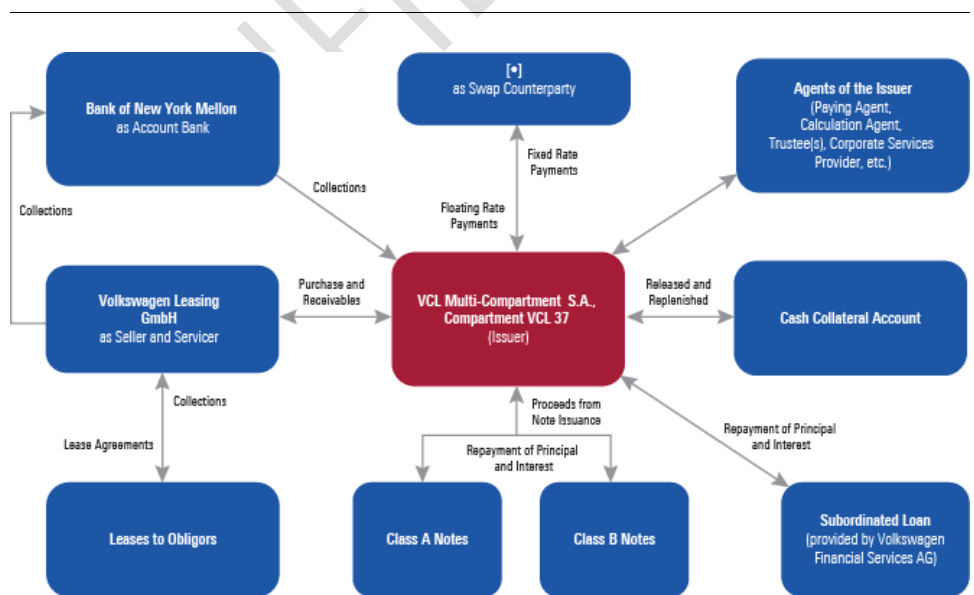 Bank of New York Mellon
as Account Bank
[•]
as Swap Counterparty
Agents of the Issuer
(Paying Agent,
Calculation Agent,
Trustee(s), Corporate Services
Provider, etc.)
Collections
Collections
Fixed Rate
Payments
Floating Rate
Payments
Volkswagen Leasing
GmbH
as Seller and Servicer
Purchase and
Receivables
VCL Multi-Compartment S.A.,
Compartment VCL 37
(Issuer)
Released and
Replenished
Cash Collateral Account
Collections
Lease Agreements
Proceeds from
Note Issuance
Repayment of Principal
and Interest
Repayment of Principal
and Interest
Leases to Obligors
Class A Notes
Class B Notes
Subordinated Loan
(provided by Volkswagen
Financial Services AG)